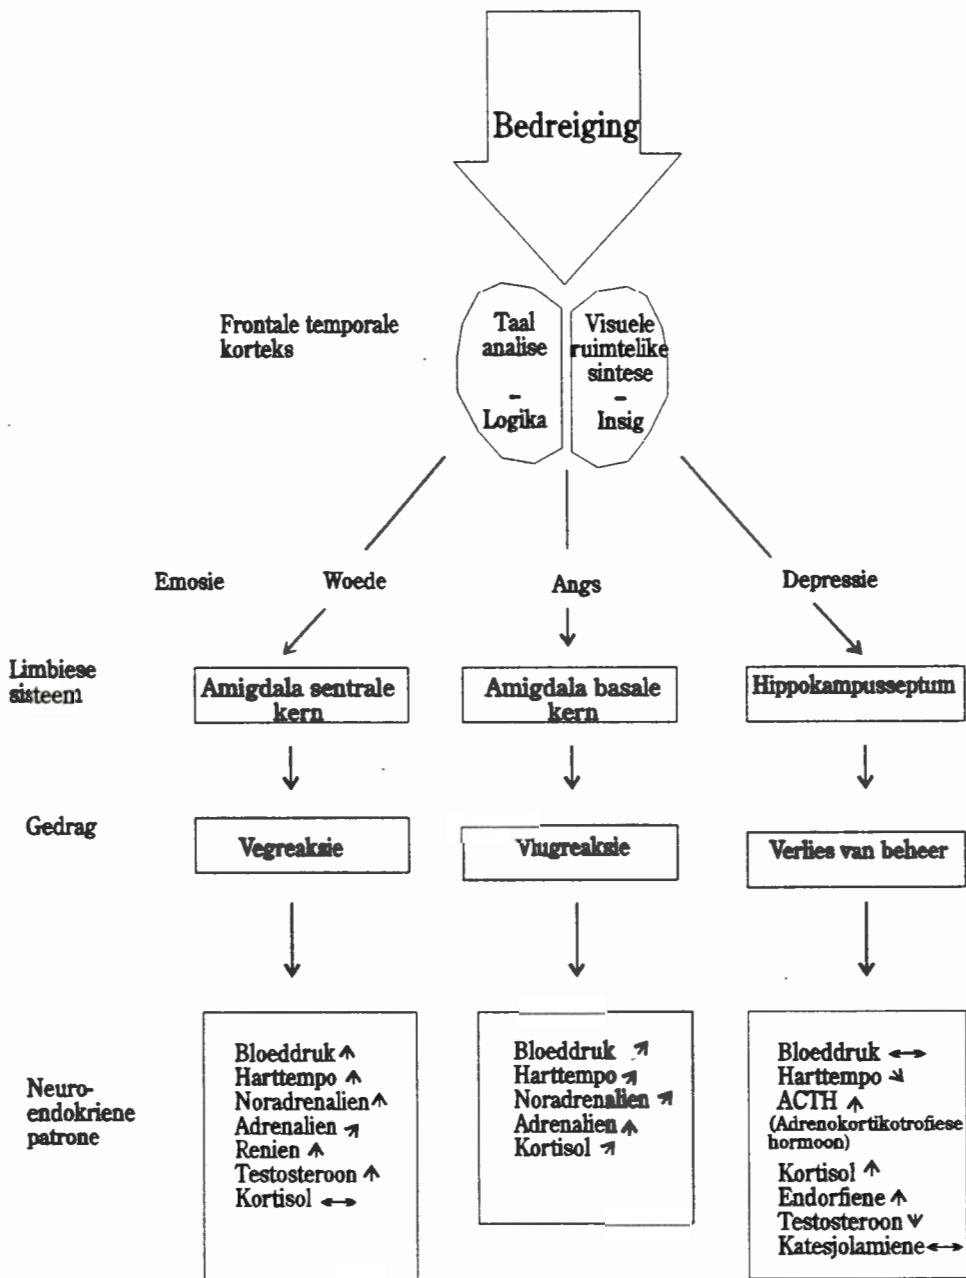 Bedreiging
Frontale temporale
korteks
Taal
analise
-
Logika
Visuele
ruimtelike
sintese
-
Insig
Emosie
Woede
Angs
Depressie
Limbiese
sisteem
Amigdala sentrale
kern
Amigdala basale
kern
Hippokampusseptum
Gedrag
Vegreaksie
Vlugreaksie
Verlies van beheer
Neuro-
endokriene
patrone
Bloeddruk ↑
Harttempo ↑
Noradrenalien ↑
Adrenalien ↗
Renien ↑
Testosteroon ↑
Kortisol ↔
Bloeddruk ↗
Harttempo ↗
Noradrenalien ↗
Adrenalien ↑
Kortisol ↗
Bloeddruk ↔
Harttempo ↘
ACTH ↑
(Adrenokortikotrofiese
hormoon)
Kortisol ↑
Endorfiene ↑
Testosteroon ↓
Katesjolamiene ↔